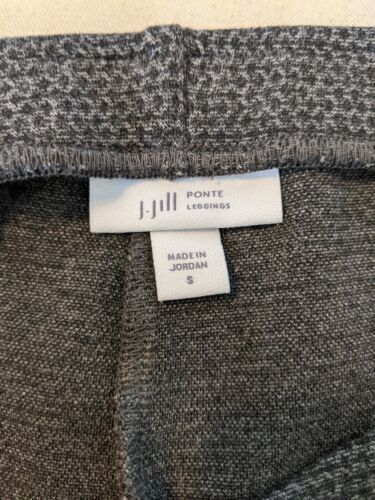 J.Jill PONTE
LEGGINGS
MADE IN
JORDAN
S